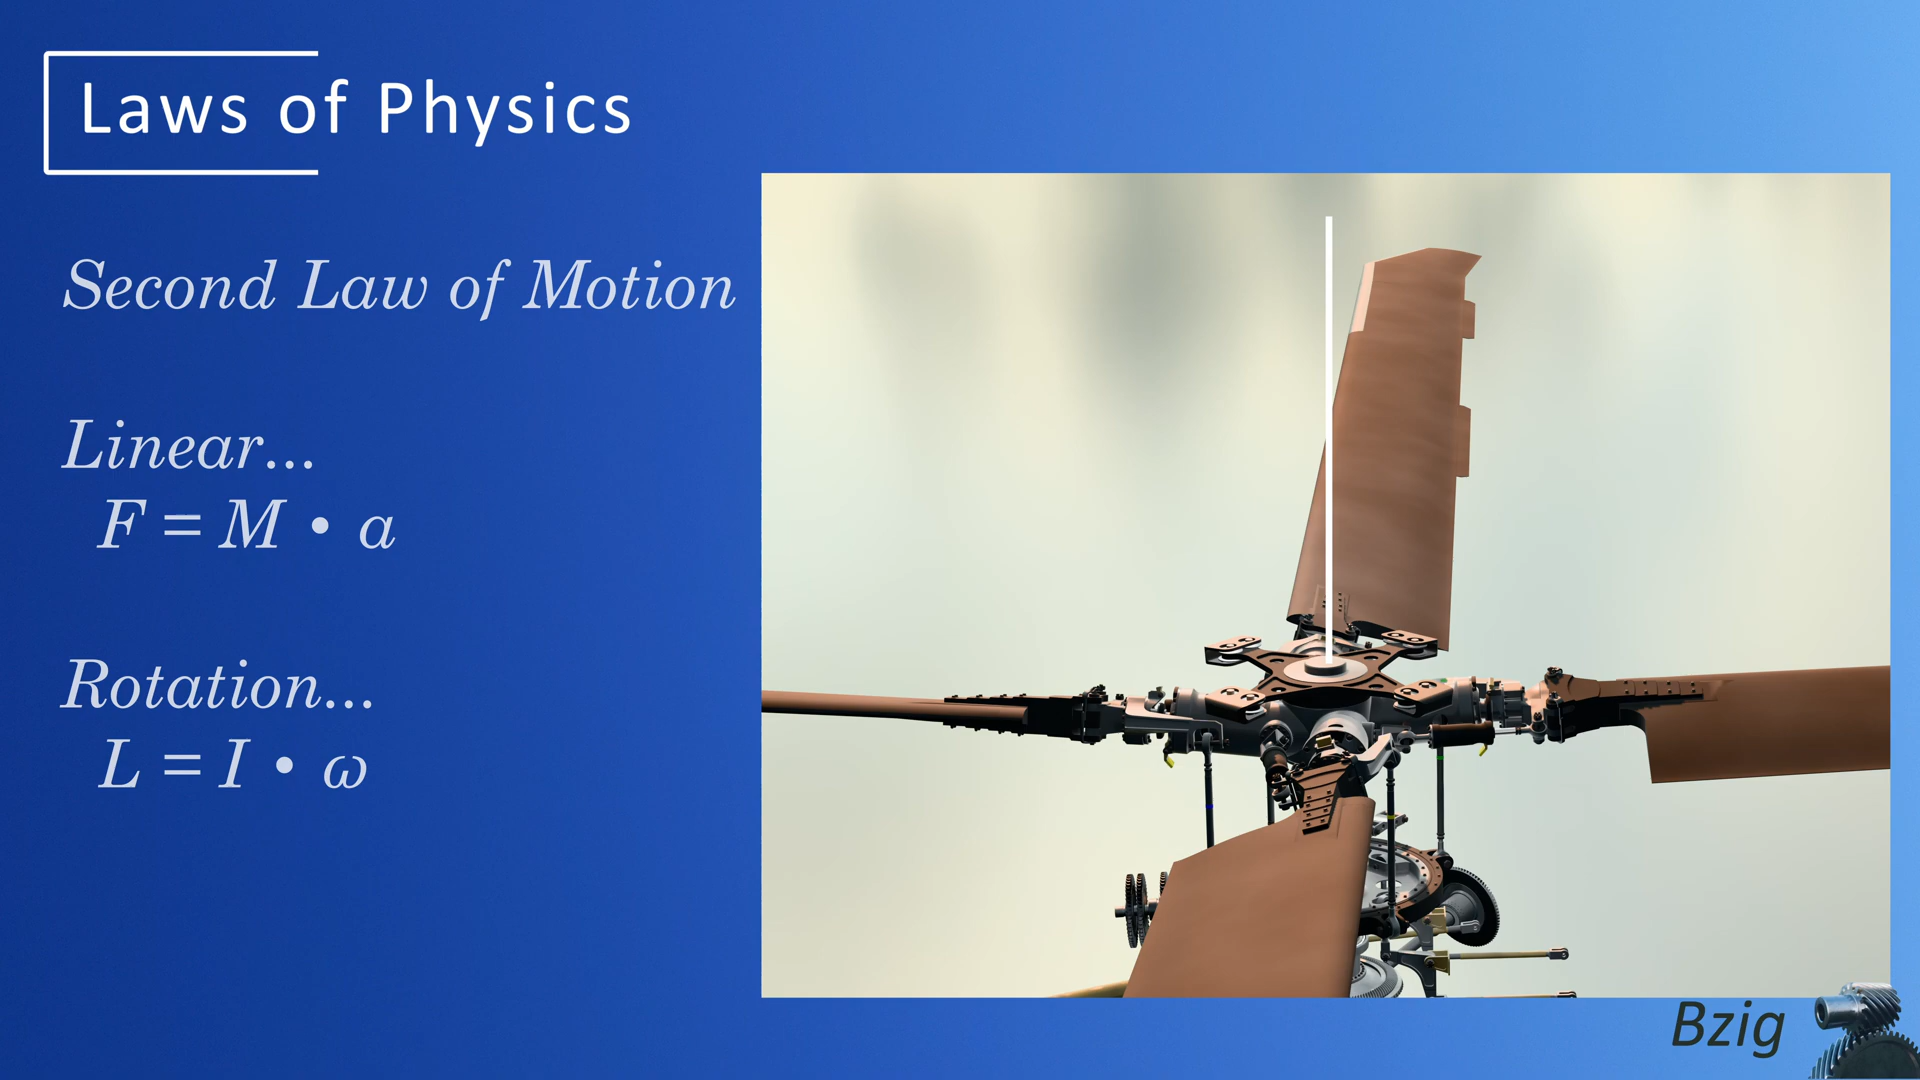 Laws of Physics
Second Law of Motion
Linear...
F = M • a
Rotation...
L = I • ω
Bzig